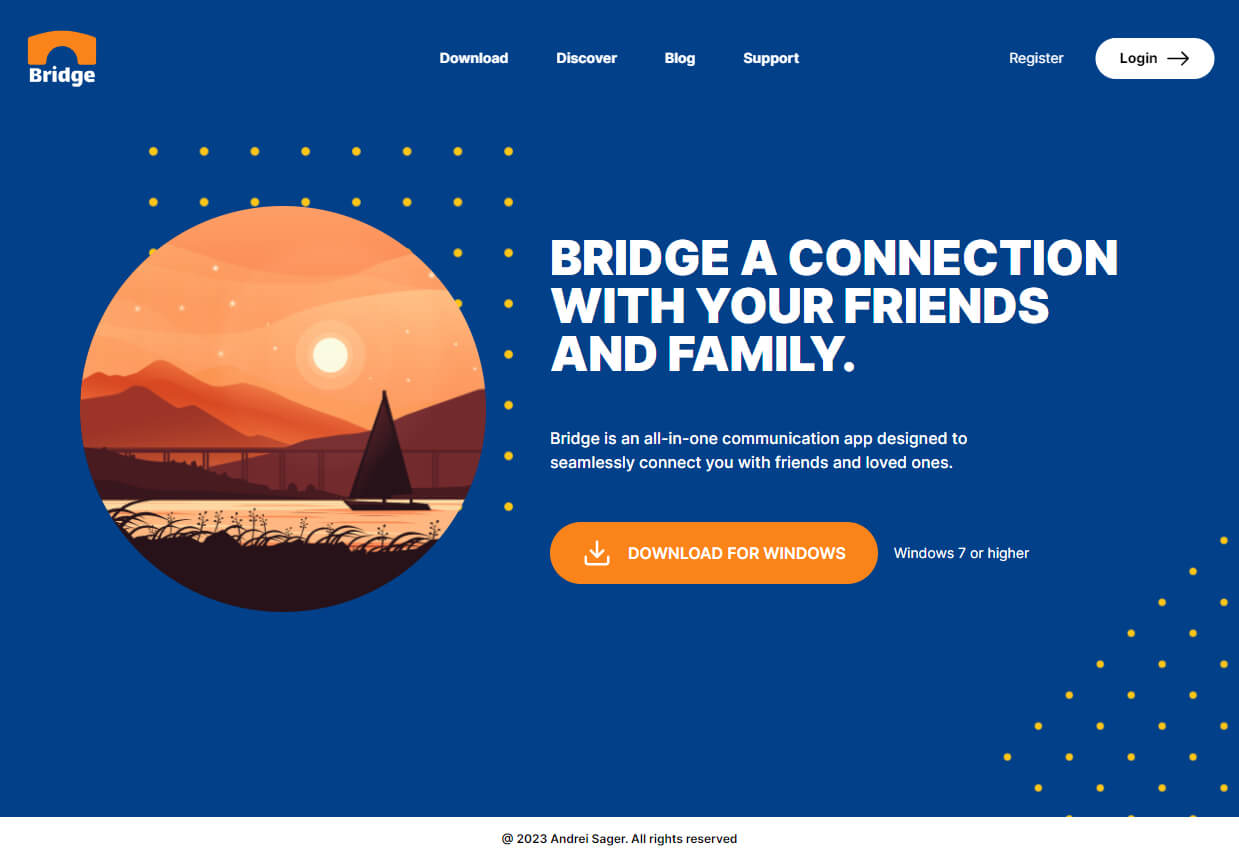 Bridge
Download Discover Blog Support
Register Login
BRIDGE A CONNECTION
WITH YOUR FRIENDS
AND FAMILY.
Bridge is an all-in-one communication app designed to
seamlessly connect you with friends and loved ones.
DOWNLOAD FOR WINDOWS Windows 7 or higher
@ 2023 Andrei Sager. All rights reserved